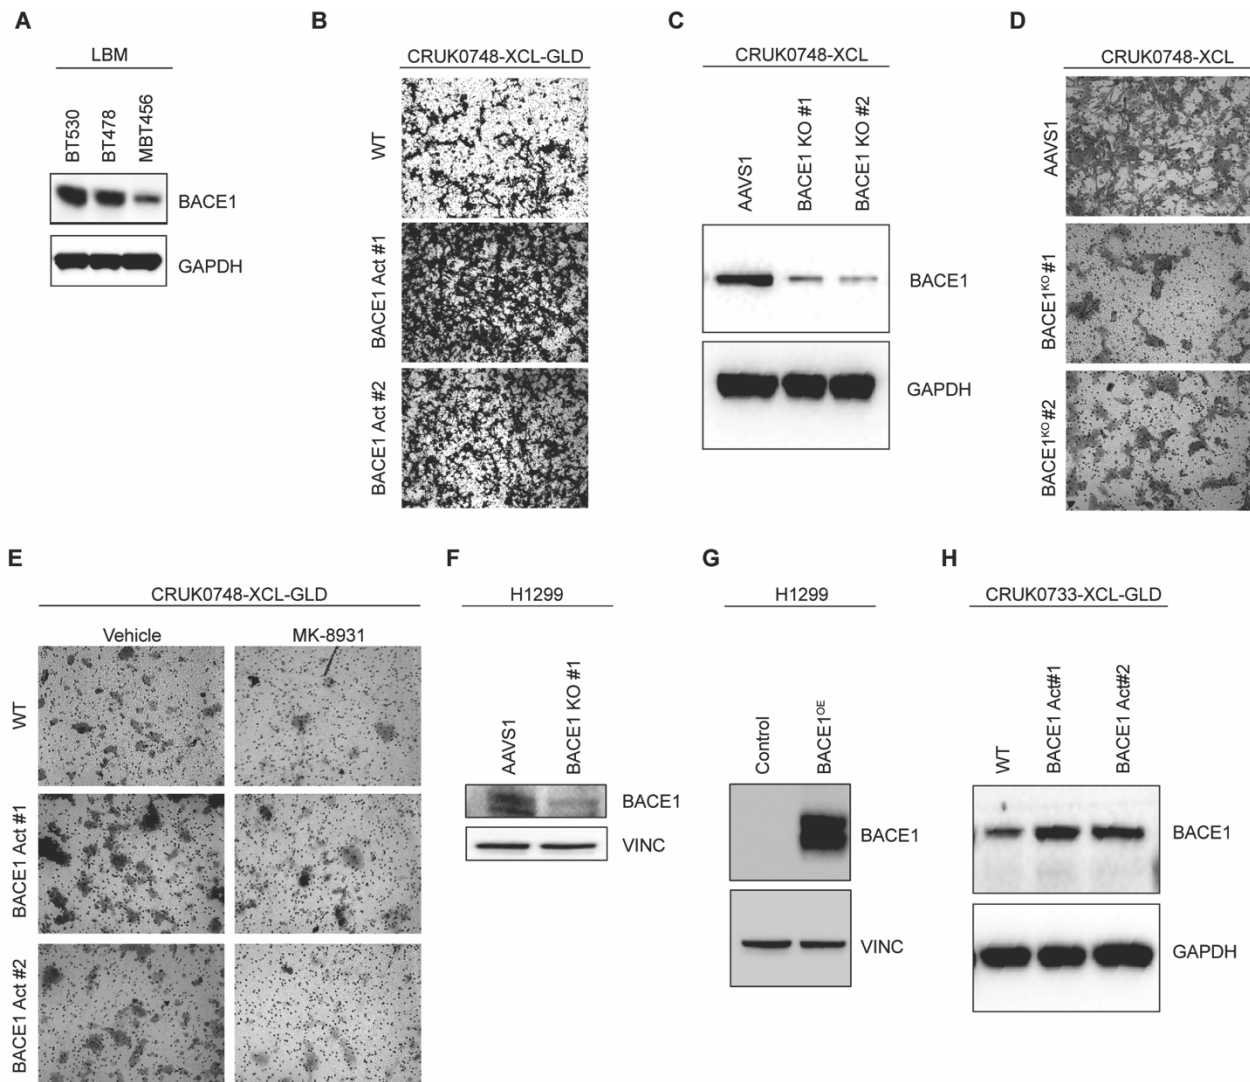 A
LBM
BT530
BT478
MBT456
BACE1
GAPDH
B
CRUK0748-XCL-GLD
WT
BACE1 Act #1
BACE1 Act #2
C
CRUK0748-XCL
AAVS1
BACE1 KO #1
BACE1 KO #2
BACE1
GAPDH
D
CRUK0748-XCL
AAVS1
BACE1ᴷᴼ#1
BACE1ᴷᴼ#2
E
CRUK0748-XCL-GLD
Vehicle
MK-8931
WT
BACE1 Act #1
BACE1 Act #2
F
H1299
AAVS1
BACE1 KO #1
BACE1
VINC
G
H1299
Control
BACE1ᴼᴱ
BACE1
VINC
H
CRUK0733-XCL-GLD
WT
BACE1 Act#1
BACE1 Act#2
BACE1
GAPDH